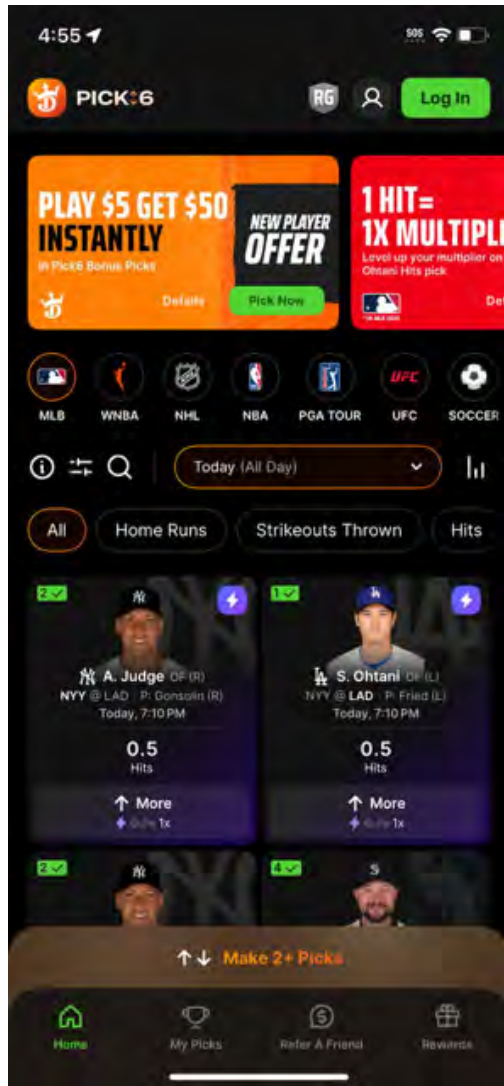 4:55
SOS
PICK:6
RG
Log In
PLAY $5 GET $50
INSTANTLY
in Pick6 Bonus Picks
NEW PLAYER
OFFER
Details
Pick Now
1 HIT=
1X MULTIPLI
Level up your multiplier on
Ohtani Hits pick
De
MLB
WNBA
NHL
NBA
PGA TOUR
UFC
UFC
SOCCER
Today (All Day)
All
Home Runs
Strikeouts Thrown
Hits
2
A. Judge OF (R)
NYY @ LAD P: Gonsolin (R)
Today, 7:10 PM
0.5
Hits
More
1x
1
S. Ohtani OF (L)
NYY @ LAD P: Fried (L)
Today, 7:10 PM
0.5
Hits
More
1x
2
4
Make 2+ Picks
Home
My Picks
Refer A Friend
Rewards